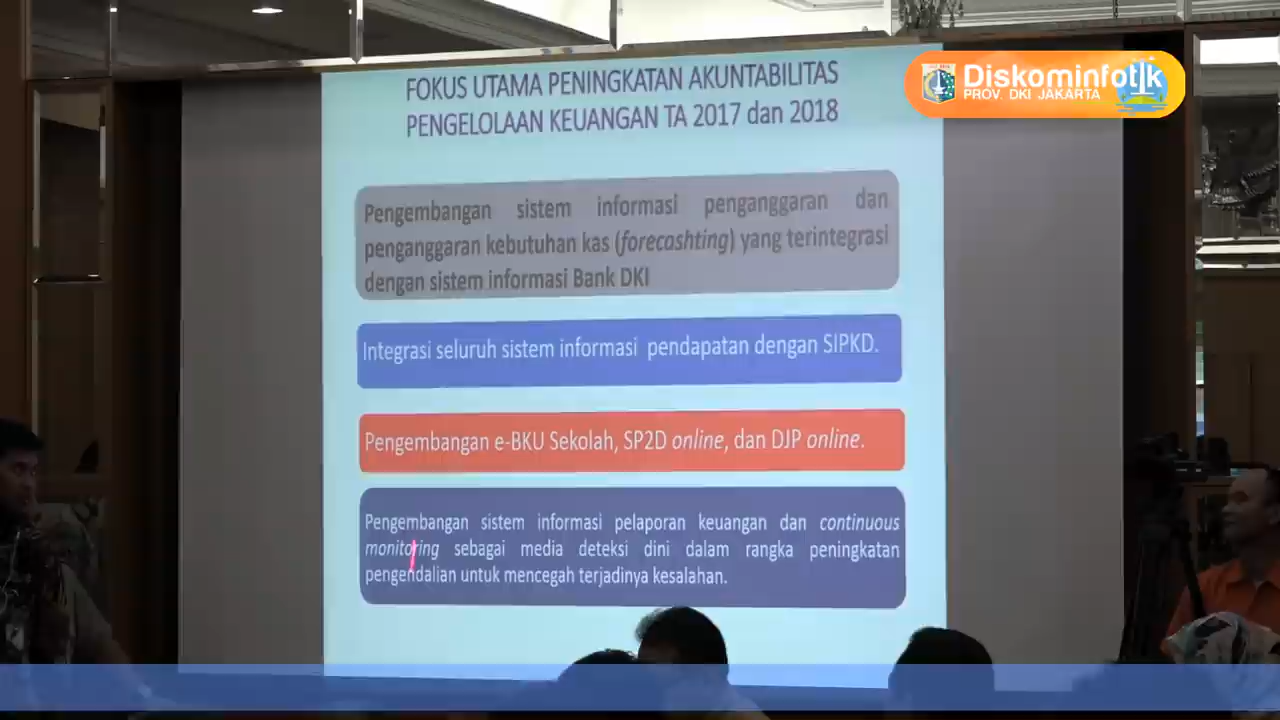 FOKUS UTAMA PENINGKATAN AKUNTABILITAS
PENGELOLAAN KEUANGAN TA 2017 dan 2018
Diskominfotik
PROV. DKI JAKARTA
Pengembangan sistem informasi penganggaran dan
penganggaran kebutuhan kas (forecashting) yang terintegrasi
dengan sistem informasi Bank DKI
Integrasi seluruh sistem informasi pendapatan dengan SIPKD.
Pengembangan e-BKU Sekolah, SP2D online, dan DJP online.
Pengembangan sistem informasi pelaporan keuangan dan continuous
monitoring sebagai media deteksi dini dalam rangka peningkatan
pengendalian untuk mencegah terjadinya kesalahan.